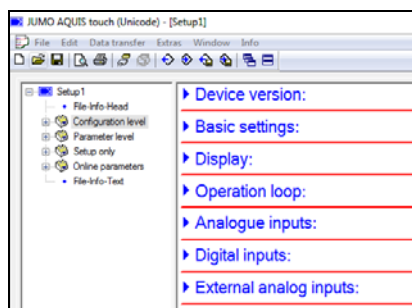 JUMO AQUIS touch (Unicode) - [Setup1]
File Edit Data transfer Extras Window Info
Setup1
File-Info-Head
Configuration level
Parameter level
Setup only
Online parameters
File-Info-Text
Device version:
Basic settings:
Display:
Operation loop:
Analogue inputs:
Digital inputs:
External analog inputs: